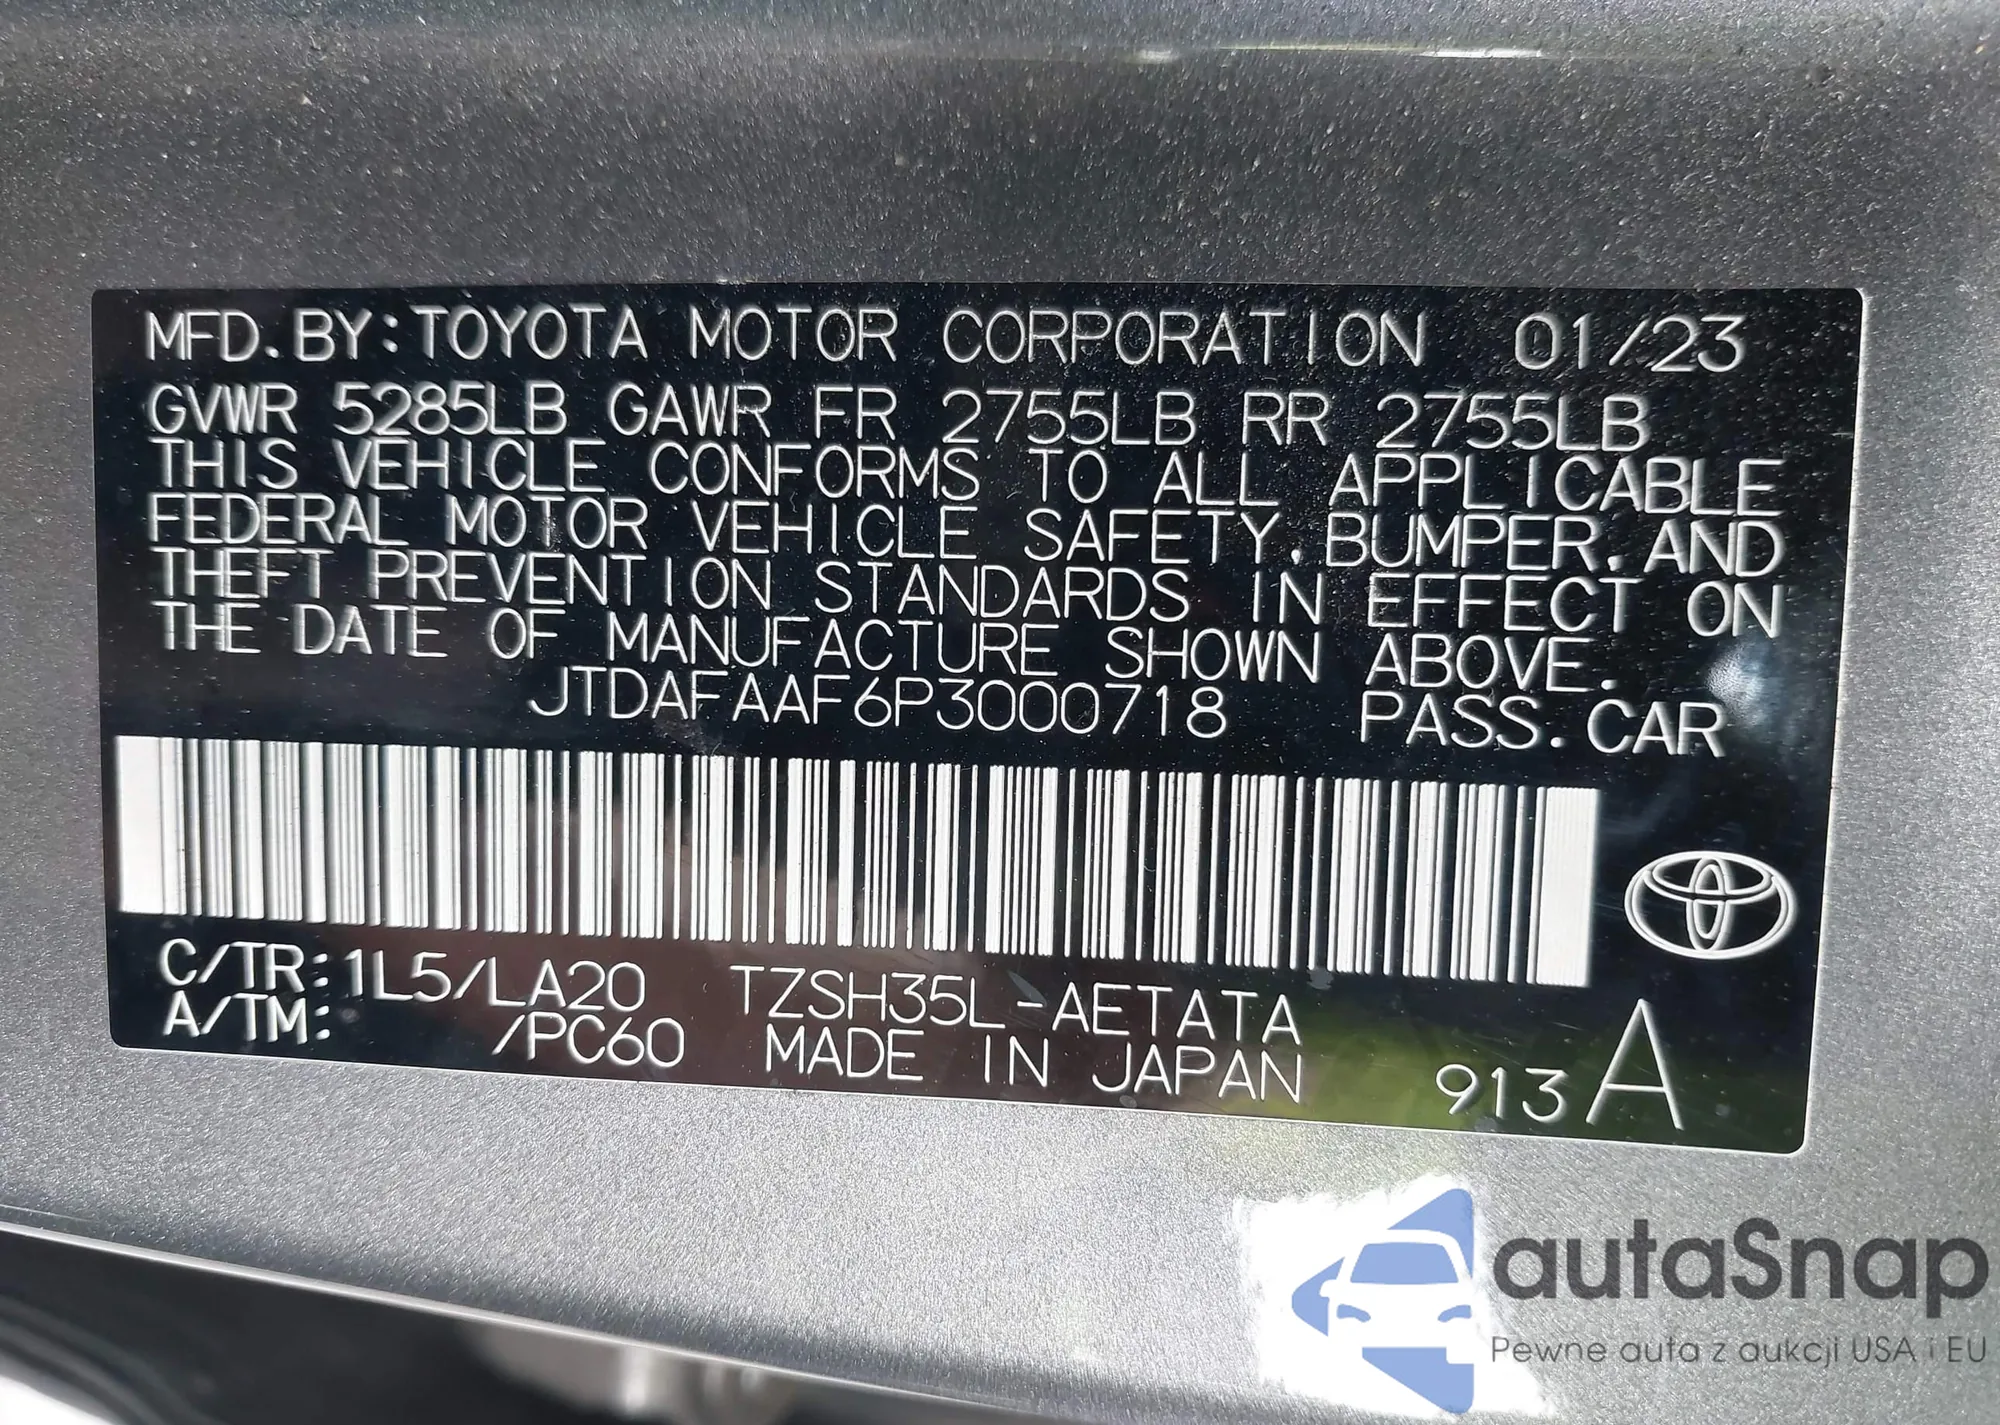 MFD. BY: TOYOTA MOTOR CORPORATION 01/23
GVWR 5285LB GAWR FR 2755LB RR 2755LB
THIS VEHICLE CONFORMS TO ALL APPLICABLE
FEDERAL MOTOR VEHICLE SAFETY, BUMPER, AND
THEFT PREVENTION STANDARDS IN EFFECT ON
THE DATE OF MANUFACTURE SHOWN ABOVE.
JTDAFAAF6P3000718 PASS. CAR
C/TR: 1L5/LA20 TZSH35L-AETATA
A/TM: /PC60 MADE IN JAPAN 913 A
autaSnap
Pewne auta z aukcji USA i EU